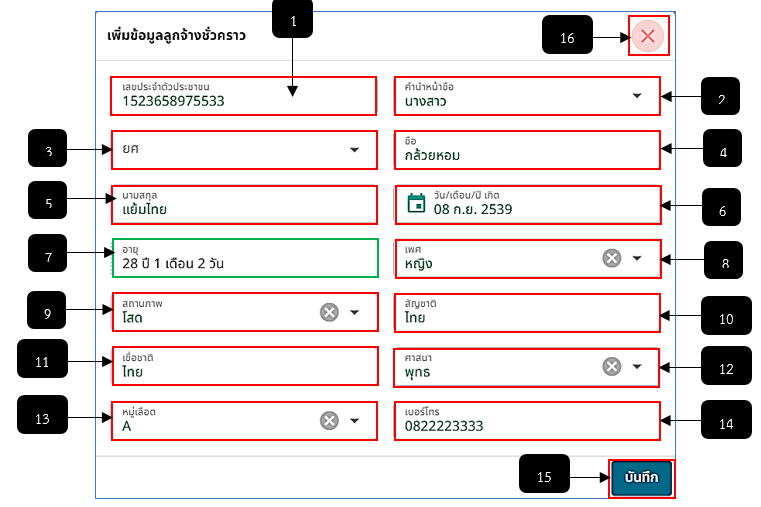 1
เพิ่มข้อมูลลูกจ้างชั่วคราว
16
เลขประจำตัวประชาชน
1523658975533
คำนำหน้าชื่อ
นางสาว
2
3
ยศ
ชื่อ
กล้วยหอม
4
5
นามสกุล
แย้มไทย
วัน/เดือน/ปี เกิด
08 ก.ย. 2539
6
7
อายุ
28 ปี 1 เดือน 2 วัน
เพศ
หญิง
8
9
สถานภาพ
โสด
สัญชาติ
ไทย
10
11
เชื้อชาติ
ไทย
ศาสนา
พุทธ
12
13
หมู่เลือด
A
เบอร์โทร
0822223333
14
15
บันทึก